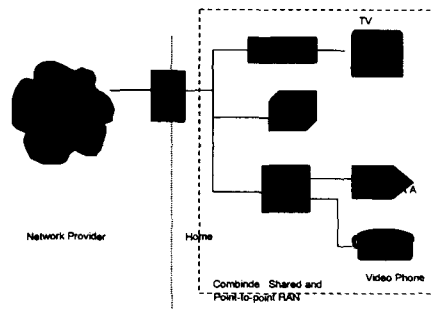 TV
A
Network Provider
Home
Video Phone
Combinde Shared and
Point-To-point RAN